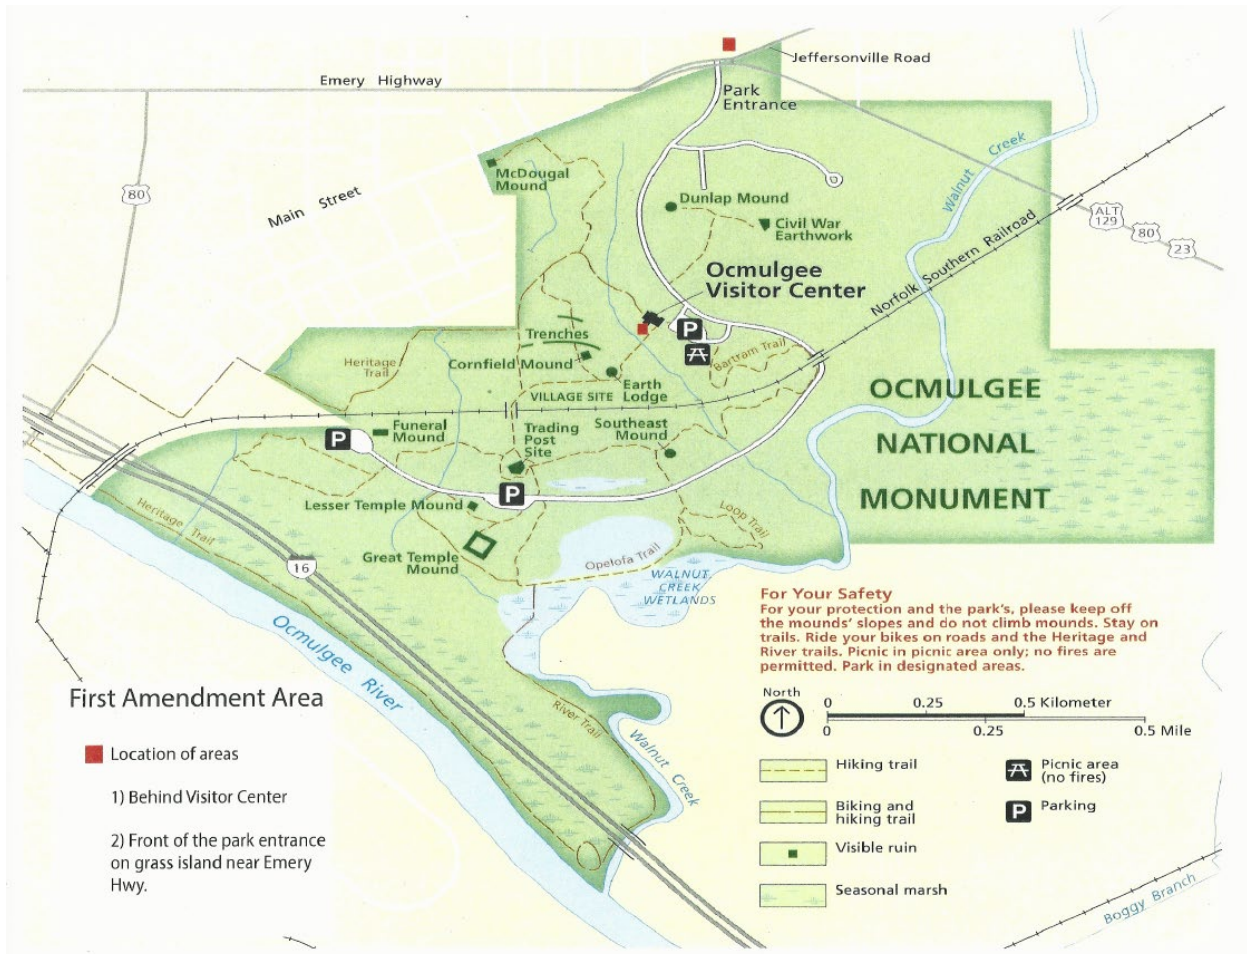 Jeffersonville Road
Emery Highway
Park
Entrance
Walnut Creek
McDougal
Mound
80
Main Street
Dunlap Mound
Civil War
Earthwork
ALT
129
80
23
Norfolk Southern Railroad
Ocmulgee
Visitor Center
P
Trenches
Heritage
Trail
Cornfield Mound
Bartram Trail
Earth
Lodge
VILLAGE SITE
OCMULGEE
NATIONAL
MONUMENT
P
Funeral
Mound
Trading
Post
Site
Southeast
Mound
P
Lesser Temple Mound
Heritage Trail
Loop Trail
Great Temple
Mound
Opelofa Trail
16
WALNUT
CREEK
WETLANDS
Ocmulgee River
River Trail
Walnut Creek
For Your Safety
For your protection and the park's, please keep off
the mounds' slopes and do not climb mounds. Stay on
trails. Ride your bikes on roads and the Heritage and
River trails. Picnic in picnic area only; no fires are
permitted. Park in designated areas.
North
0 0.25 0.5 Kilometer
0 0.25 0.5 Mile
Hiking trail
Biking and
hiking trail
Visible ruin
Seasonal marsh
Picnic area
(no fires)
P Parking
Boggy Branch
First Amendment Area
Location of areas
1) Behind Visitor Center
2) Front of the park entrance
on grass island near Emery
Hwy.